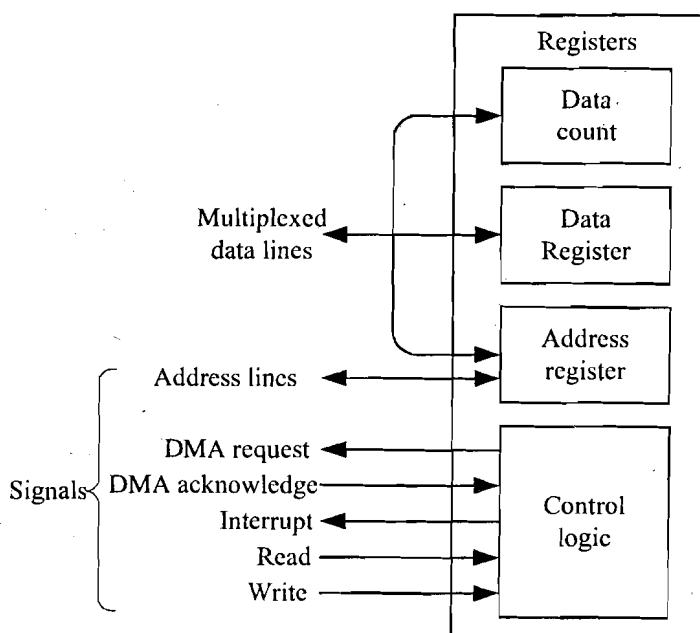 Registers
Data
count
Multiplexed
data lines
Data
Register
Address
register
Address lines
Signals
DMA request
DMA acknowledge
Interrupt
Read
Write
Control
logic